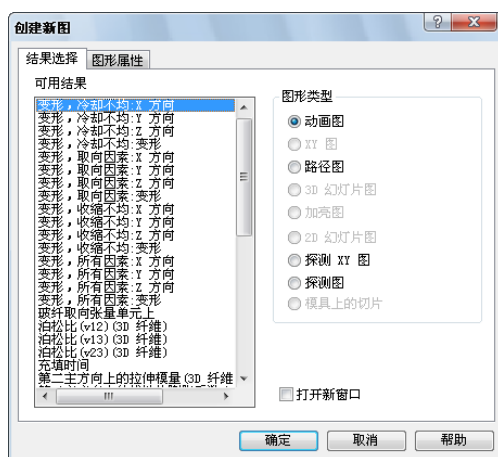 创建新图
结果选择
图形属性
可用结果
变形，冷却不均:X 方向
变形，冷却不均:Y 方向
变形，冷却不均:Z 方向
变形，冷却不均:变形
变形，取向因素:X 方向
变形，取向因素:Y 方向
变形，取向因素:Z 方向
变形，取向因素:变形
变形，收缩不均:X 方向
变形，收缩不均:Y 方向
变形，收缩不均:Z 方向
变形，收缩不均:变形
变形，所有因素:X 方向
变形，所有因素:Y 方向
变形，所有因素:Z 方向
变形，所有因素:变形
玻纤取向张量单元上
泊松比(v12)(3D 纤维)
泊松比(v13)(3D 纤维)
泊松比(v23)(3D 纤维)
充填时间
第二主方向上的拉伸模量(3D 纤维
图形类型
动画图
XY 图
路径图
3D 幻灯片图
加亮图
2D 幻灯片图
探测 XY 图
探测图
模具上的切片
打开新窗口
确定
取消
帮助